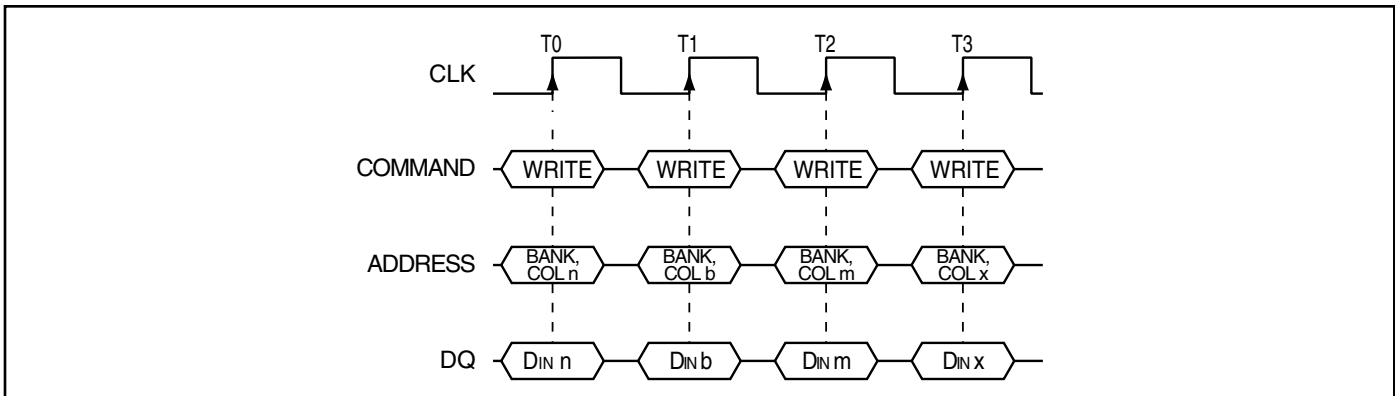 T0 T1 T2 T3
CLK
COMMAND WRITE WRITE WRITE WRITE
ADDRESS BANK, COL n BANK, COL b BANK, COL m BANK, COL x
DQ DIN n DIN b DIN m DIN x